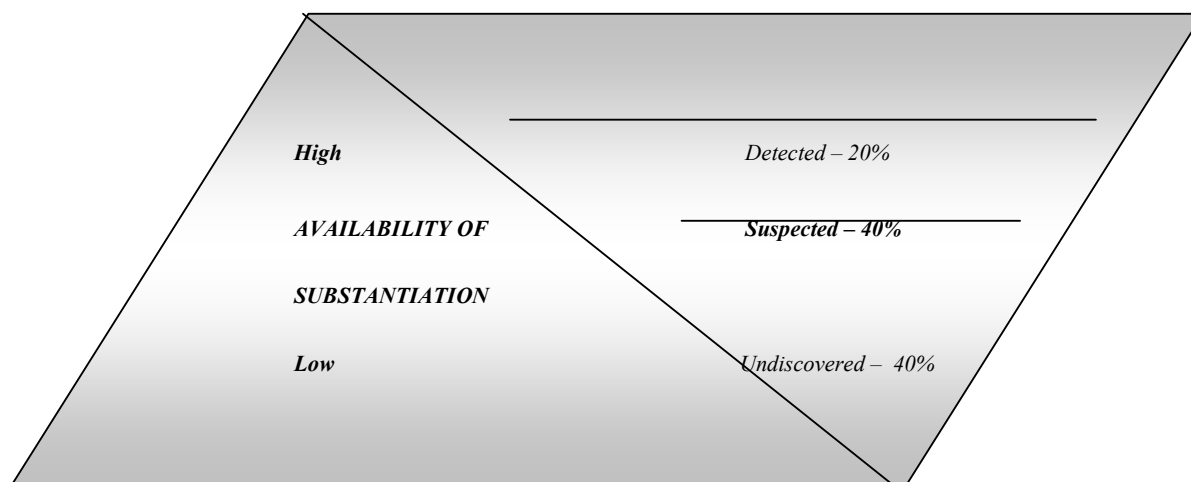 High
Detected – 20%
AVAILABILITY OF
Suspected – 40%
SUBSTANTIATION
Low
Undiscovered – 40%